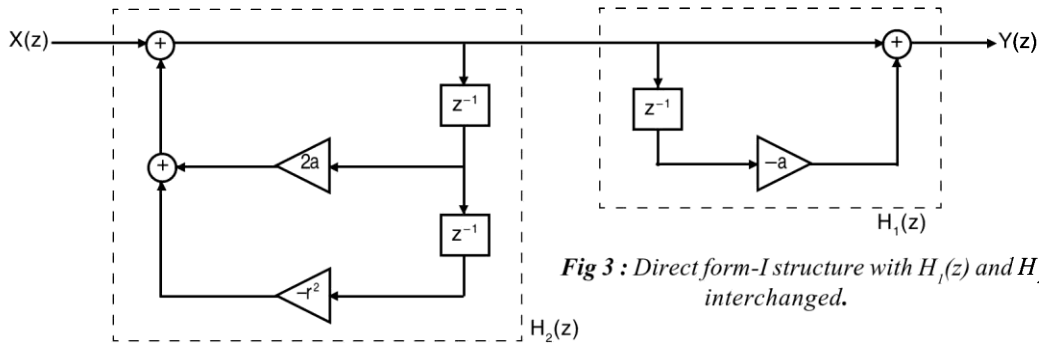 X(z)
+
+
Y(z)
z⁻¹
z⁻¹
+
2a
–a
H₁(z)
z⁻¹
Fig 3 : Direct form-I structure with H₁(z) and H
interchanged.
–r²
H₂(z)